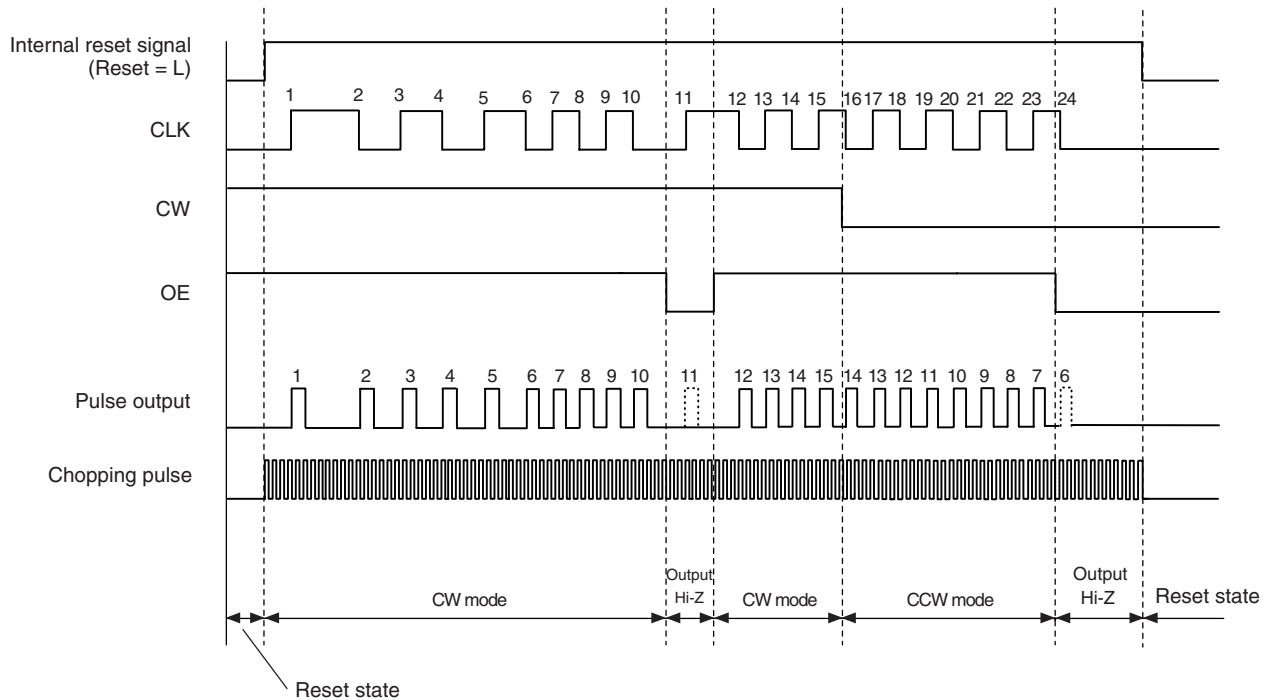 Internal reset signal
(Reset = L)
1 2 3 4 5 6 7 8 9 10 11 12 13 14 15 16 17 18 19 20 21 22 23 24
CLK
CW
OE
1 2 3 4 5 6 7 8 9 10 11 12 13 14 15 14 13 12 11 10 9 8 7 6
Pulse output
Chopping pulse
CW mode
Output
Hi-Z
CW mode
CCW mode
Output
Hi-Z
Reset state
Reset state